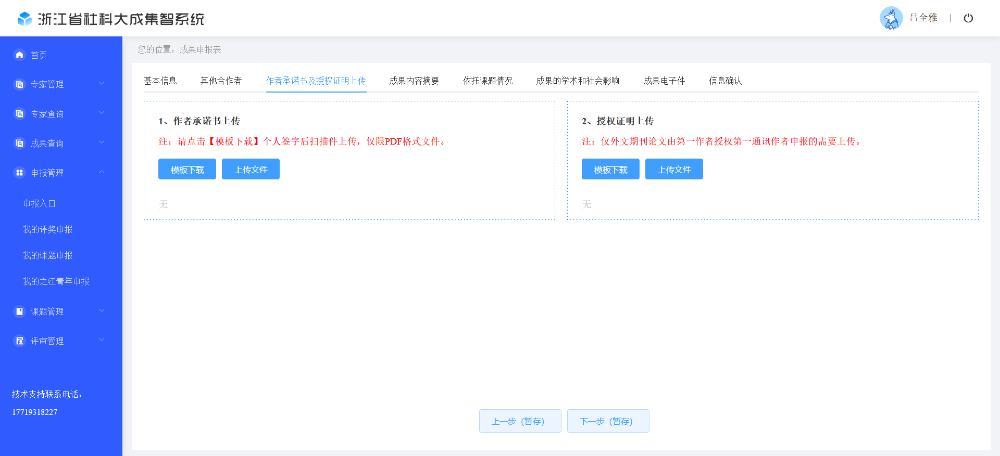 浙江省社科大成集智系统
吕全雅
首页
专家管理
专家查询
成果查询
申报管理
申报入口
我的评奖申报
我的课题申报
我的之江青年申报
课题管理
评审管理
技术支持联系电话：
17719318227
您的位置：成果申报表
基本信息 其他合作者 作者承诺书及授权证明上传 成果内容摘要 依托课题情况 成果的学术和社会影响 成果电子件 信息确认
1、作者承诺书上传
注：请点击【模板下载】个人签字后扫描件上传，仅限PDF格式文件。
模板下载 上传文件
无
2、授权证明上传
注：仅外文期刊论文由第一作者授权第一通讯作者申报的需要上传。
模板下载 上传文件
无
上一步（暂存） 下一步（暂存）